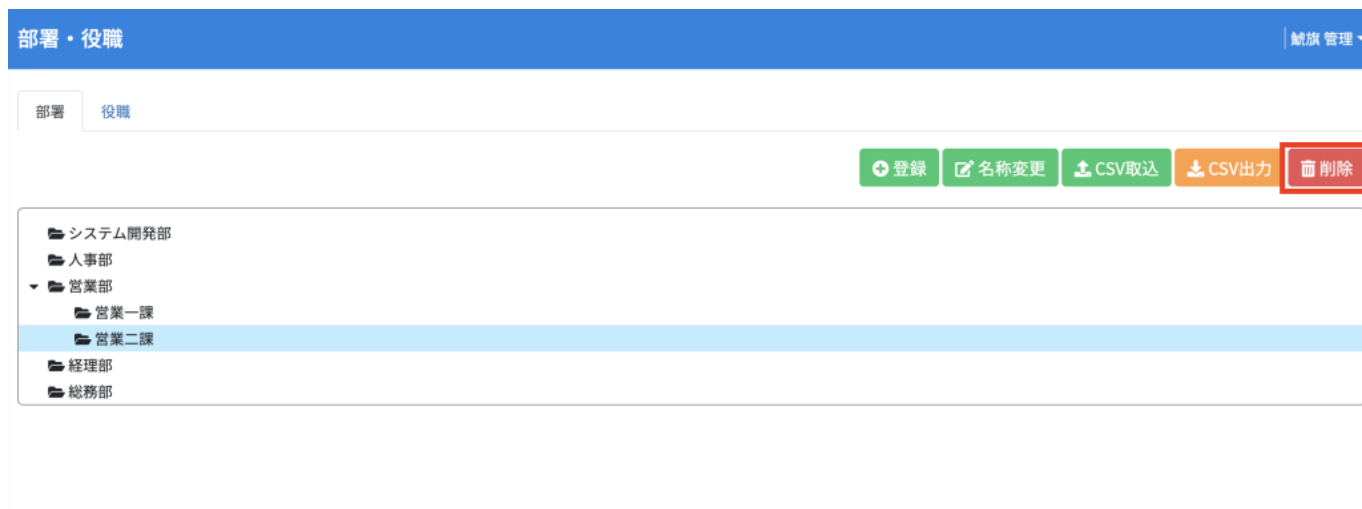 部署・役職
鯱旗 管理
部署 役職
登録 名称変更 CSV取込 CSV出力 削除
システム開発部
人事部
営業部
営業一課
営業二課
経理部
総務部